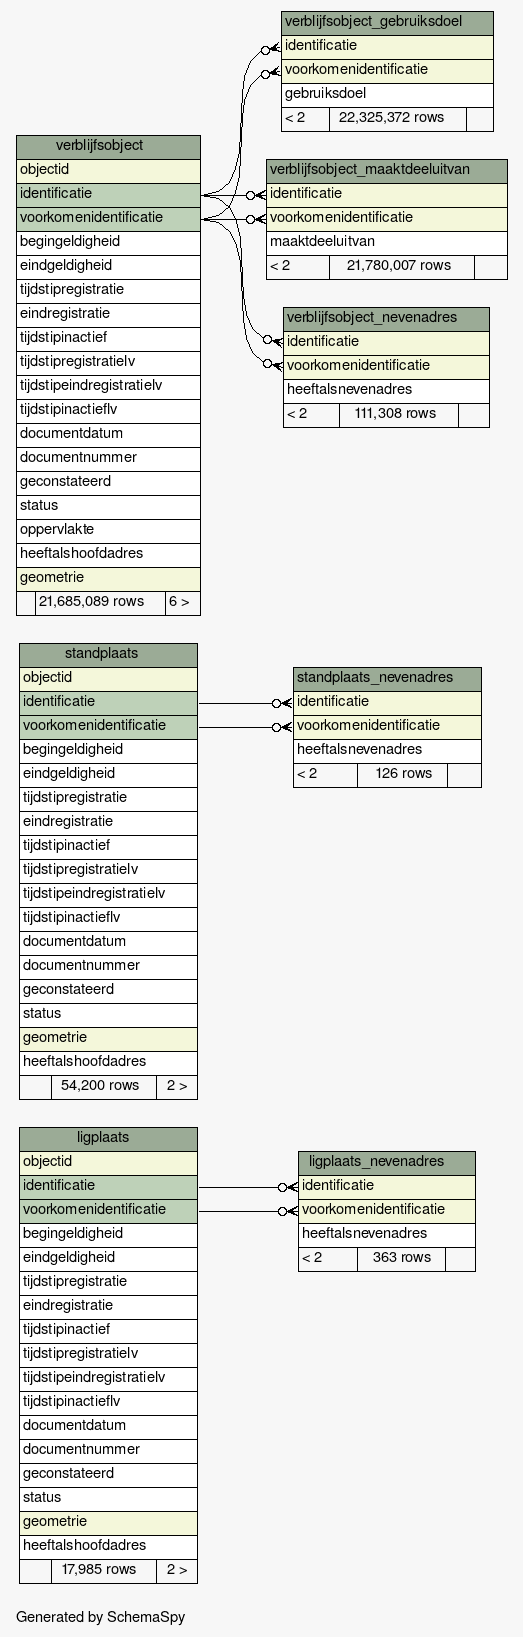 verblijfsobject_gebruiksdoel
identificatie
voorkomenidentificatie
gebruiksdoel
< 2 22,325,372 rows
verblijfsobject
objectid
identificatie
voorkomenidentificatie
begingeldigheid
eindgeldigheid
tijdstipregistratie
eindregistratie
tijdstipinactief
tijdstipregistratielv
tijdstipeindregistratielv
tijdstipinactieflv
documentdatum
documentnummer
geconstateerd
status
oppervlakte
heeftalshoofdadres
geometrie
21,685,089 rows 6 >
verblijfsobject_maaktdeeluitvan
identificatie
voorkomenidentificatie
maaktdeeluitvan
< 2 21,780,007 rows
verblijfsobject_nevenadres
identificatie
voorkomenidentificatie
heeftalsnevenadres
< 2 111,308 rows
standplaats
objectid
identificatie
voorkomenidentificatie
begingeldigheid
eindgeldigheid
tijdstipregistratie
eindregistratie
tijdstipinactief
tijdstipregistratielv
tijdstipeindregistratielv
tijdstipinactieflv
documentdatum
documentnummer
geconstateerd
status
geometrie
heeftalshoofdadres
54,200 rows 2 >
standplaats_nevenadres
identificatie
voorkomenidentificatie
heeftalsnevenadres
< 2 126 rows
ligplaats
objectid
identificatie
voorkomenidentificatie
begingeldigheid
eindgeldigheid
tijdstipregistratie
eindregistratie
tijdstipinactief
tijdstipregistratielv
tijdstipeindregistratielv
tijdstipinactieflv
documentdatum
documentnummer
geconstateerd
status
geometrie
heeftalshoofdadres
17,985 rows 2 >
ligplaats_nevenadres
identificatie
voorkomenidentificatie
heeftalsnevenadres
< 2 363 rows
Generated by SchemaSpy